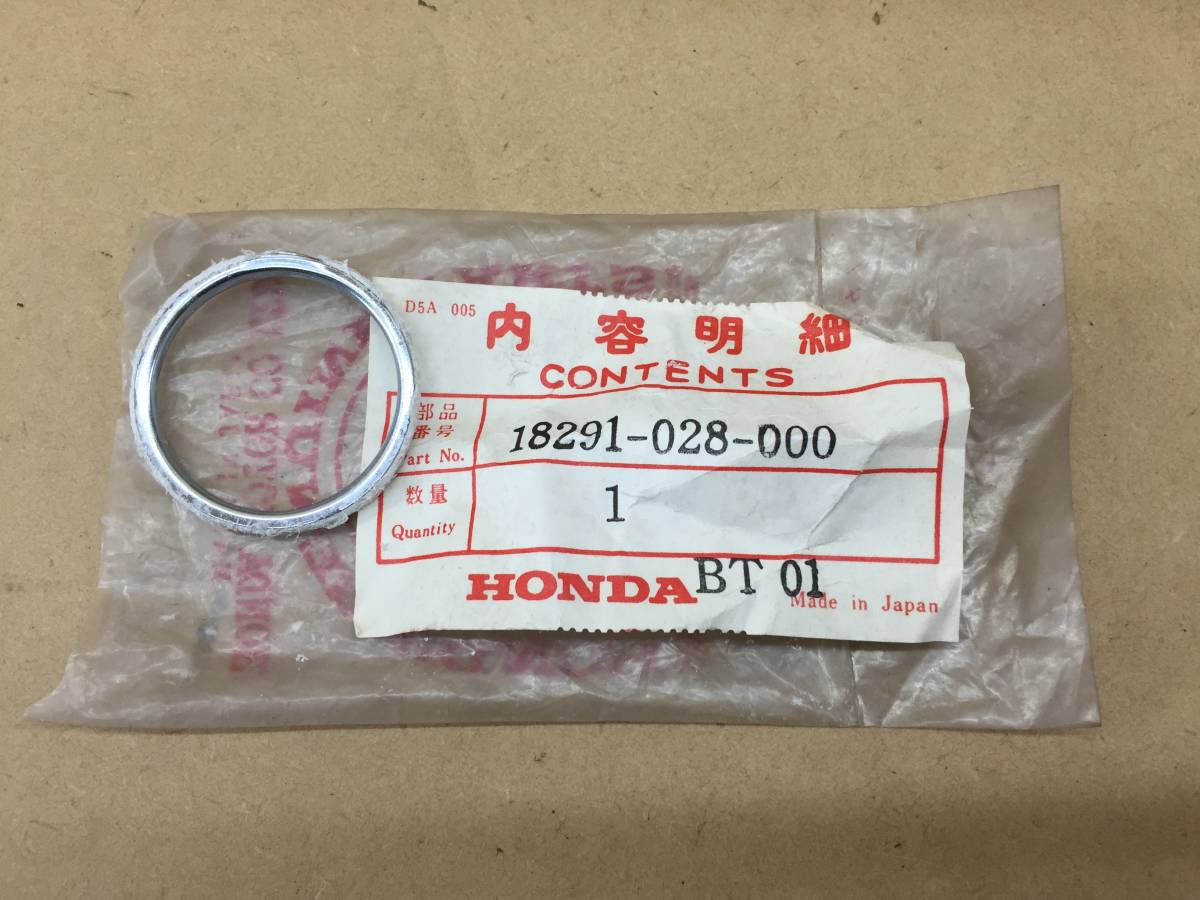 D5A 005
内容明細
CONTENTS
部品
番号
Part No.
18291-028-000
数量
Quantity
1
HONDA BT 01
Made in Japan